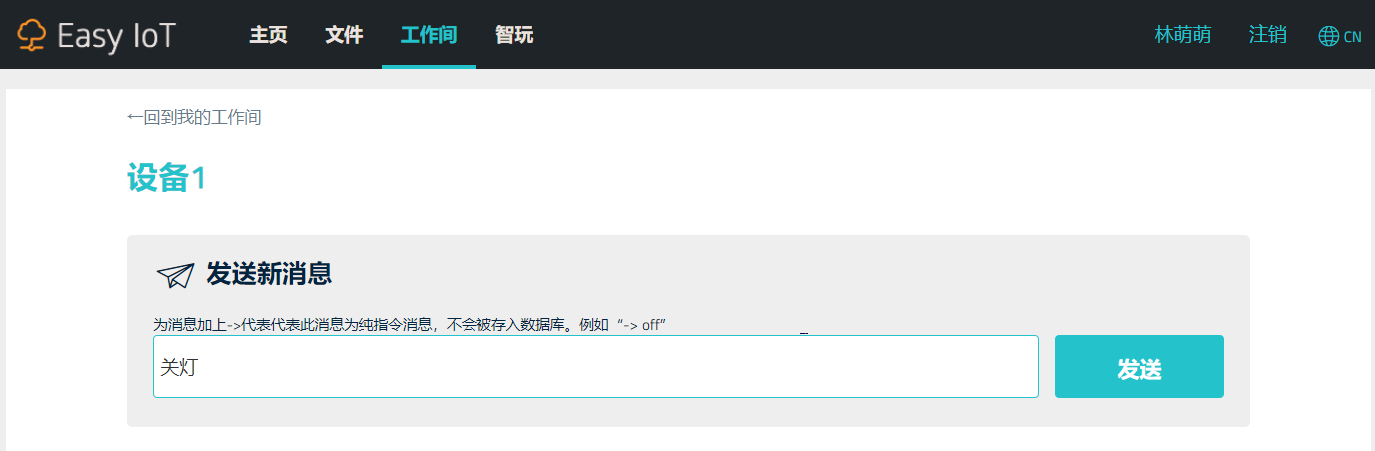 Easy IoT 主页 文件 工作间 智玩 林萌萌 注销 CN
←回到我的工作间
设备1
发送新消息
为消息加上->代表代表此消息为纯指令消息，不会被存入数据库。例如“-> off”
关灯 发送